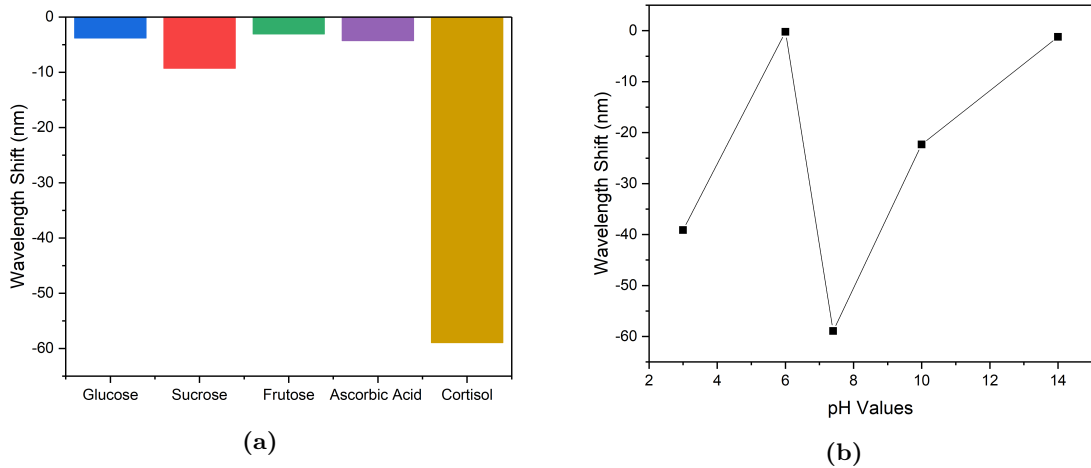 0
-10
-20
-30
-40
-50
-60
Wavelength Shift (nm)
Glucose Sucrose Frutose Ascorbic Acid Cortisol
(a)
0
-10
-20
-30
-40
-50
-60
Wavelength Shift (nm)
2 4 6 8 10 12 14
pH Values
(b)